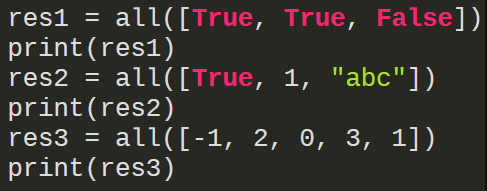 res1 = all([True, True, False])
print(res1)
res2 = all([True, 1, "abc"])
print(res2)
res3 = all([-1, 2, 0, 3, 1])
print(res3)